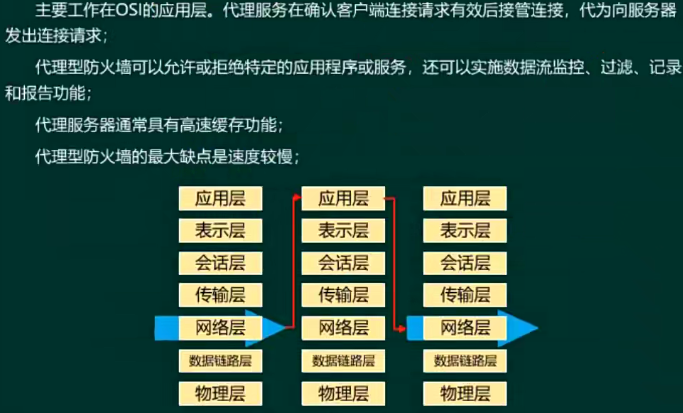 主要工作在OSI的应用层。代理服务在确认客户端连接请求有效后接管连接，代为向服务器
发出连接请求；
代理型防火墙可以允许或拒绝特定的应用程序或服务，还可以实施数据流监控、过滤、记录
和报告功能；
代理服务器通常具有高速缓存功能；
代理型防火墙的最大缺点是速度较慢；
应用层 应用层 应用层
表示层 表示层 表示层
会话层 会话层 会话层
传输层 传输层 传输层
网络层 网络层 网络层
数据链路层 数据链路层 数据链路层
物理层 物理层 物理层